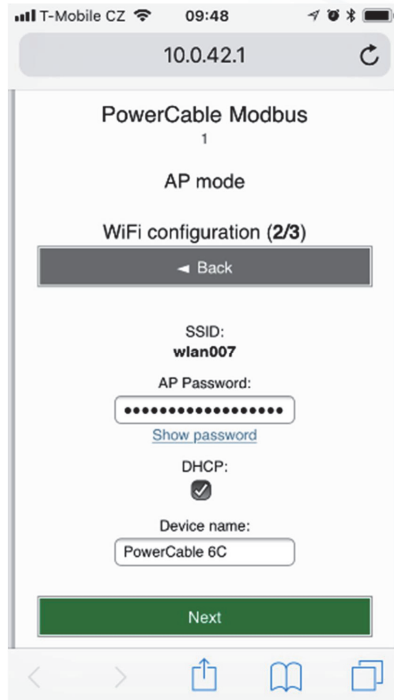 T-Mobile CZ 09:48
10.0.42.1
PowerCable Modbus
1
AP mode
WiFi configuration (2/3)
◄ Back
SSID:
wlan007
AP Password:
••••••••••••••••••
Show password
DHCP:
Device name:
PowerCable 6C
Next